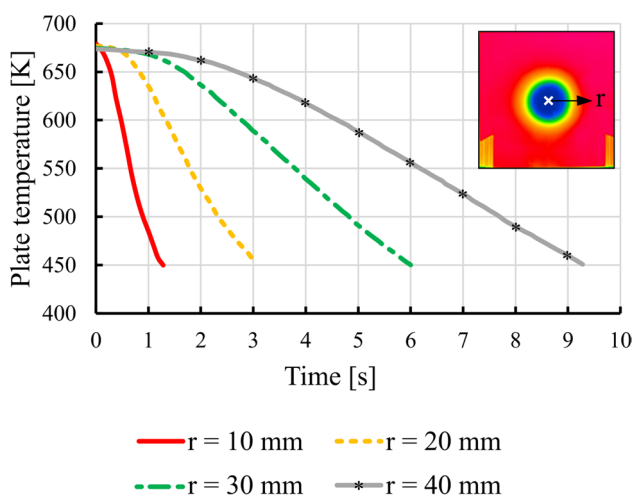 Plate temperature [K]
700
650
600
550
500
450
400
0 1 2 3 4 5 6 7 8 9 10
Time [s]
r
r = 10 mm r = 20 mm
r = 30 mm r = 40 mm